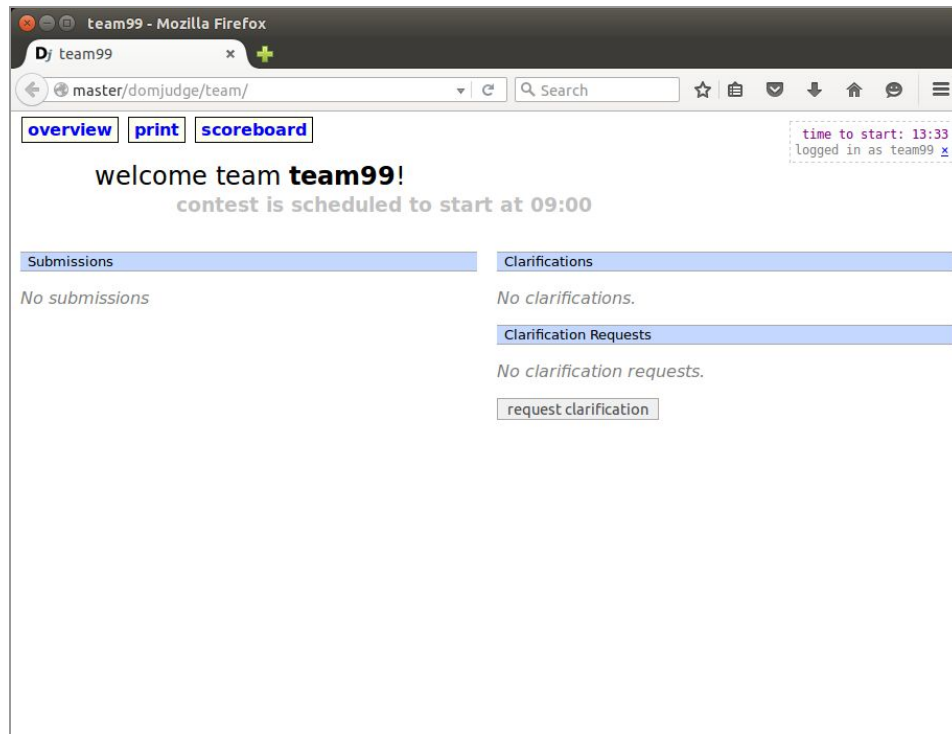 team99 - Mozilla Firefox
Dj team99
master/domjudge/team/
Search
overview print scoreboard
time to start: 13:33
logged in as team99 ×
welcome team team99!
contest is scheduled to start at 09:00
Submissions
No submissions
Clarifications
No clarifications.
Clarification Requests
No clarification requests.
request clarification